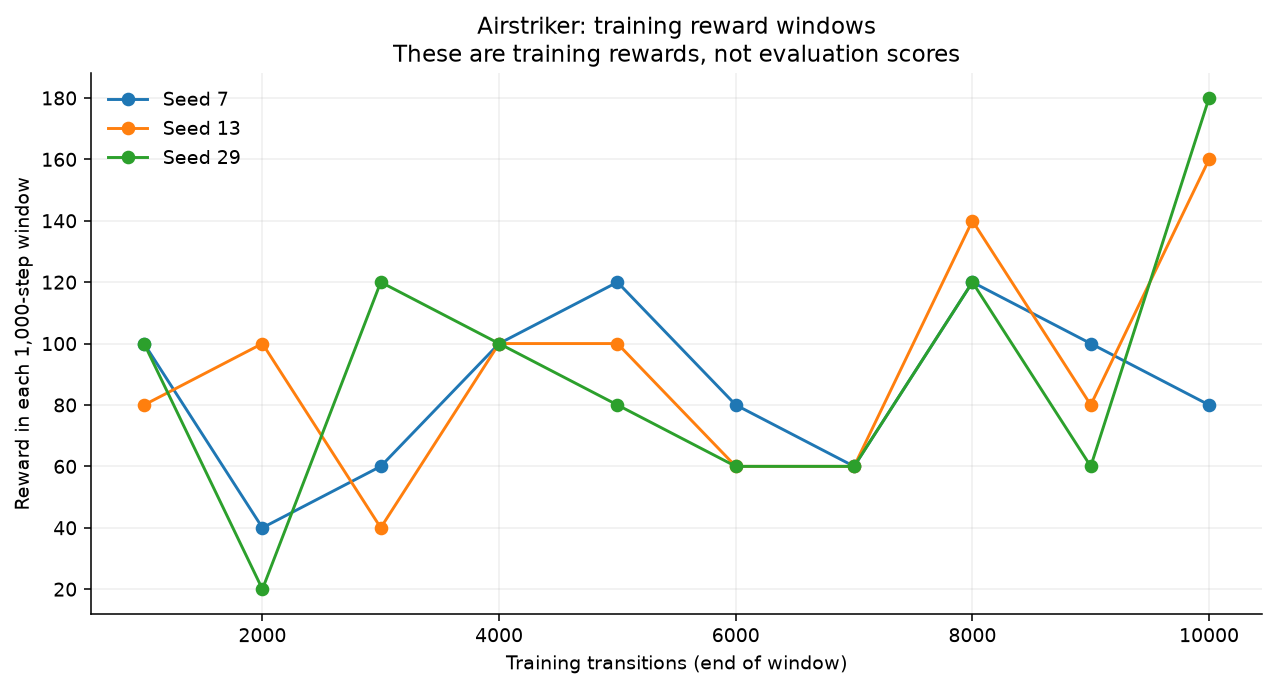 Airstriker: training reward windows
These are training rewards, not evaluation scores
Seed 7
Seed 13
Seed 29
Reward in each 1,000-step window
180
160
140
120
100
80
60
40
20
2000
4000
6000
8000
10000
Training transitions (end of window)